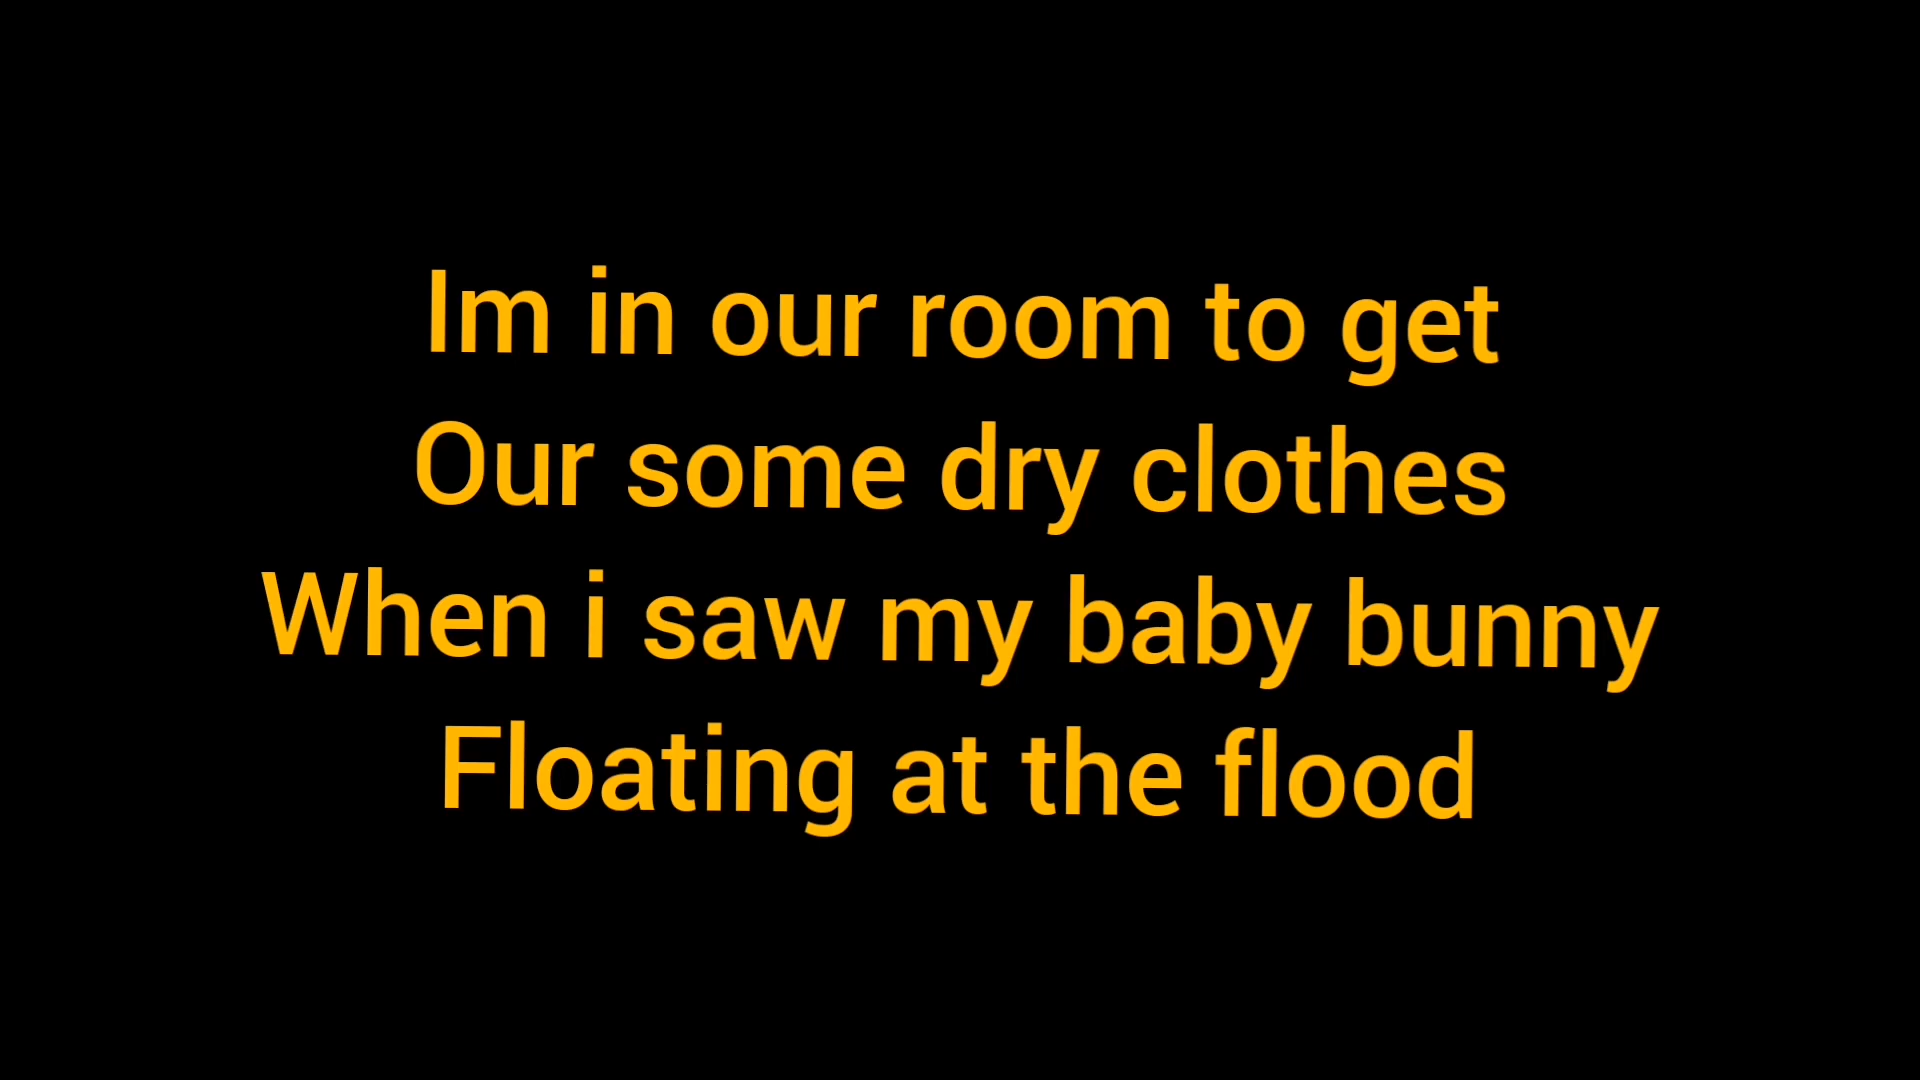 Im in our room to get
Our some dry clothes
When i saw my baby bunny
Floating at the flood